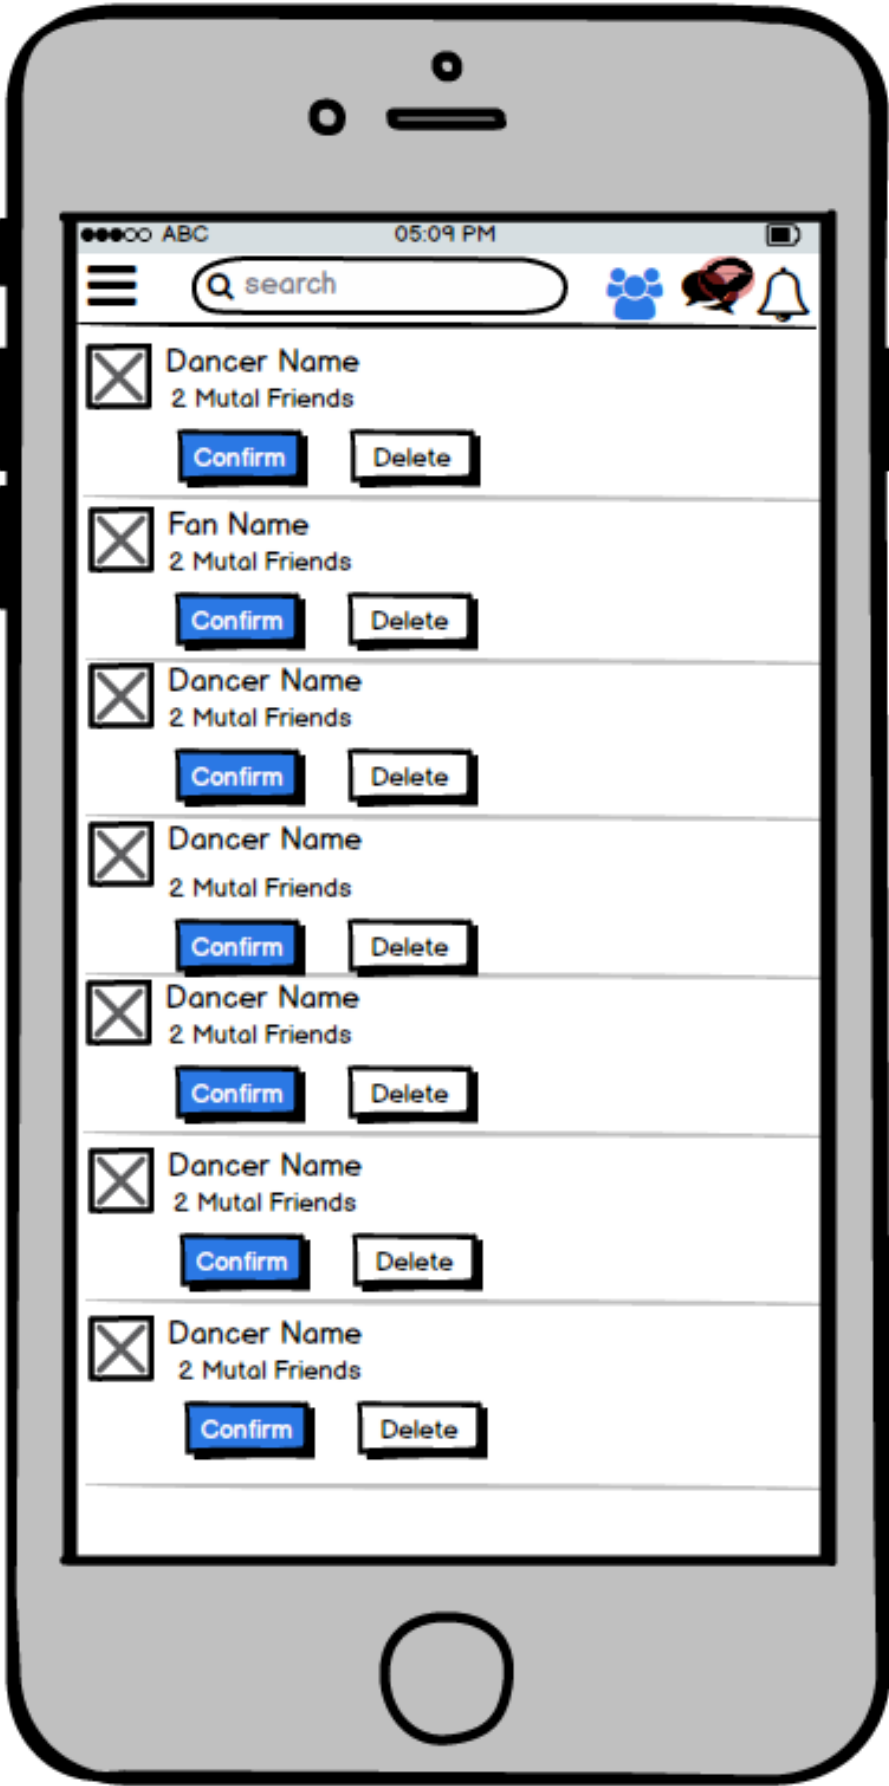 ABC 05:09 PM
search
Dancer Name
2 Mutal Friends
Confirm Delete
Fan Name
2 Mutal Friends
Confirm Delete
Dancer Name
2 Mutal Friends
Confirm Delete
Dancer Name
2 Mutal Friends
Confirm Delete
Dancer Name
2 Mutal Friends
Confirm Delete
Dancer Name
2 Mutal Friends
Confirm Delete
Dancer Name
2 Mutal Friends
Confirm Delete